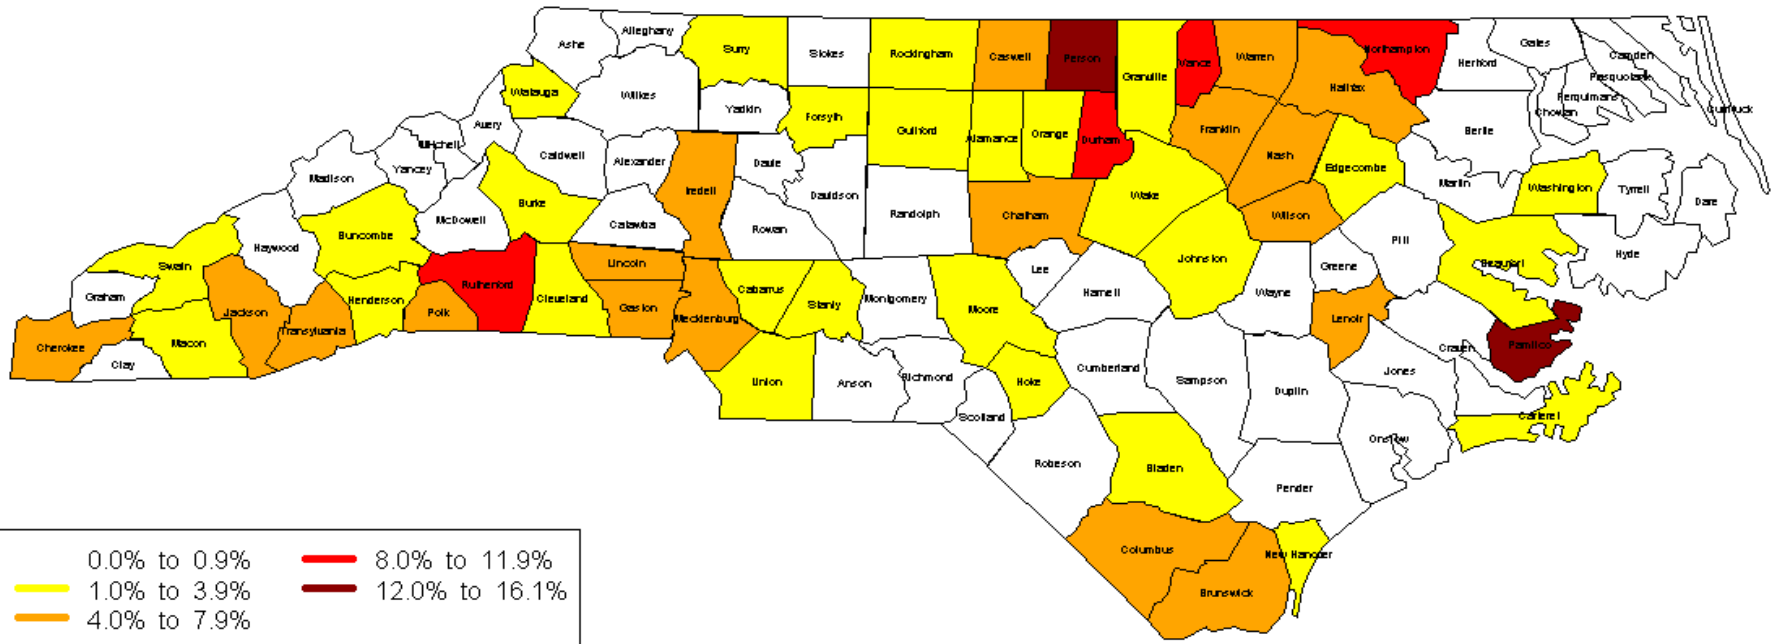 Alleghany
Ashe
Surry
Stokes
Rockingham
Caswell
Person
Granville
Vance
Warren
Northampton
Gates
Hertford
Camden
Pasquotank
Perquimans
Currituck
Chowan
Halifax
Bertie
Watauga
Wilkes
Yadkin
Forsyth
Guilford
Alamance
Orange
Durham
Franklin
Nash
Edgecombe
Martin
Washington
Tyrrell
Dare
Avery
Mitchell
Yancey
Madison
Caldwell
Alexander
Iredell
Davie
Davidson
Randolph
Chatham
Wake
Wilson
Pitt
Beaufort
Hyde
Burke
McDowell
Catawba
Rowan
Buncombe
Haywood
Swain
Graham
Cherokee
Clay
Macon
Jackson
Transylvania
Henderson
Polk
Rutherford
Cleveland
Lincoln
Gaston
Mecklenburg
Cabarrus
Stanly
Montgomery
Moore
Lee
Harnett
Johnston
Wayne
Greene
Lenoir
Craven
Pamlico
Jones
Carteret
Union
Anson
Richmond
Hoke
Scotland
Cumberland
Sampson
Duplin
Onslow
Robeson
Bladen
Pender
Columbus
Brunswick
New Hanover
0.0% to 0.9%
1.0% to 3.9%
4.0% to 7.9%
8.0% to 11.9%
12.0% to 16.1%